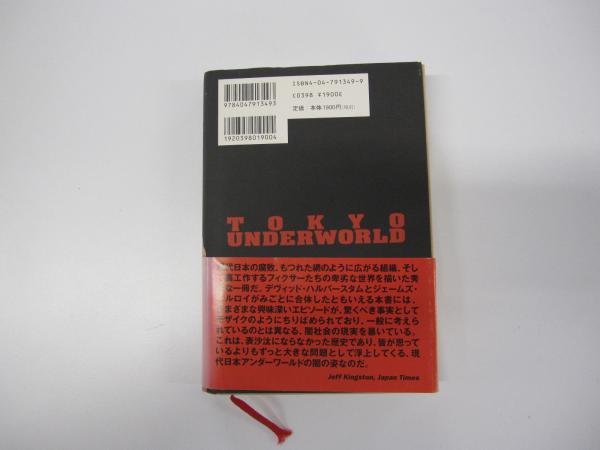 ISBN4-04-791349-9
C0398 ¥1900E
定価：本体1900円(税別)
9784047913493
1920398019004
TOKYO
UNDERWORLD
代日本の腐敗、もつれた網のように広がる組織、そし
裏工作するフィクサーたちの卑劣な世界を描いた秀
な一冊だ。デヴィッド・ハルバースタムとジェームズ・
ルロイがみごとに合体したともいえる本書には、
まざまな興味深いエピソードが、驚くべき事実として
ザイクのようにちりばめられており、一般に考えら
れているのとは異なる、闇社会の現実を暴いている。
これは、表沙汰にならなかった歴史であり、皆が思って
いるよりもずっと大きな問題として浮上してくる、現
代日本アンダーワールドの闇の姿なのだ。
Jeff Kingston, Japan Times